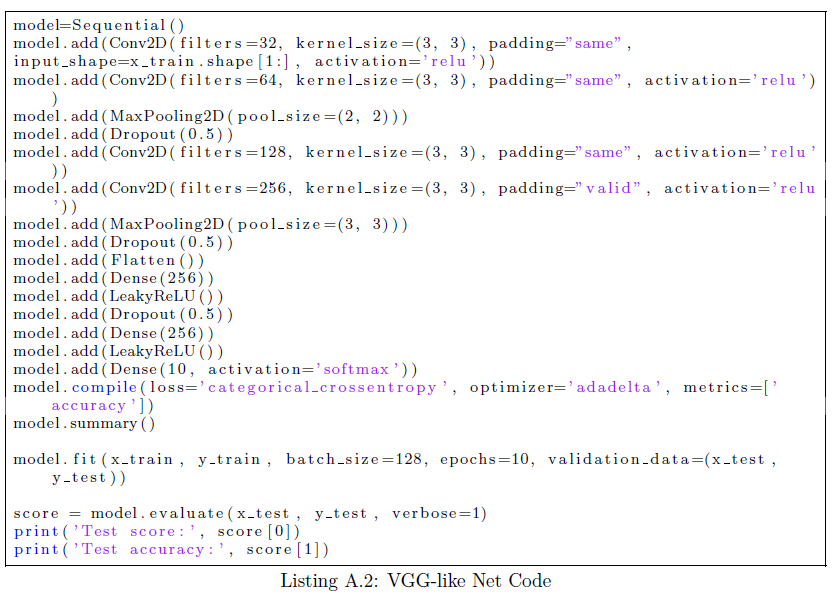 model=Sequential()
model.add(Conv2D(filters=32, kernel_size=(3, 3), padding="same",
input_shape=x_train.shape[1:], activation='relu'))
model.add(Conv2D(filters=64, kernel_size=(3, 3), padding="same", activation='relu')
)
model.add(MaxPooling2D(pool_size=(2, 2)))
model.add(Dropout(0.5))
model.add(Conv2D(filters=128, kernel_size=(3, 3), padding="same", activation='relu'
))
model.add(Conv2D(filters=256, kernel_size=(3, 3), padding="valid", activation='relu
'))
model.add(MaxPooling2D(pool_size=(3, 3)))
model.add(Dropout(0.5))
model.add(Flatten())
model.add(Dense(256))
model.add(LeakyReLU())
model.add(Dropout(0.5))
model.add(Dense(256))
model.add(LeakyReLU())
model.add(Dense(10, activation='softmax'))
model.compile(loss='categorical_crossentropy', optimizer='adadelta', metrics=['
accuracy'])
model.summary()
model.fit(x_train, y_train, batch_size=128, epochs=10, validation_data=(x_test,
y_test))
score = model.evaluate(x_test, y_test, verbose=1)
print('Test score:', score[0])
print('Test accuracy:', score[1])
Listing A.2: VGG-like Net Code